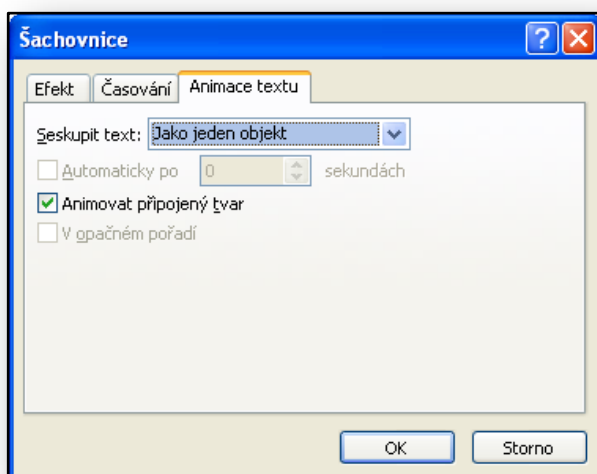 Šachovnice
Efekt Časování Animace textu
Seskupit text: Jako jeden objekt
Automaticky po 0 sekundách
Animovat připojený tvar
V opačném pořadí
OK Storno